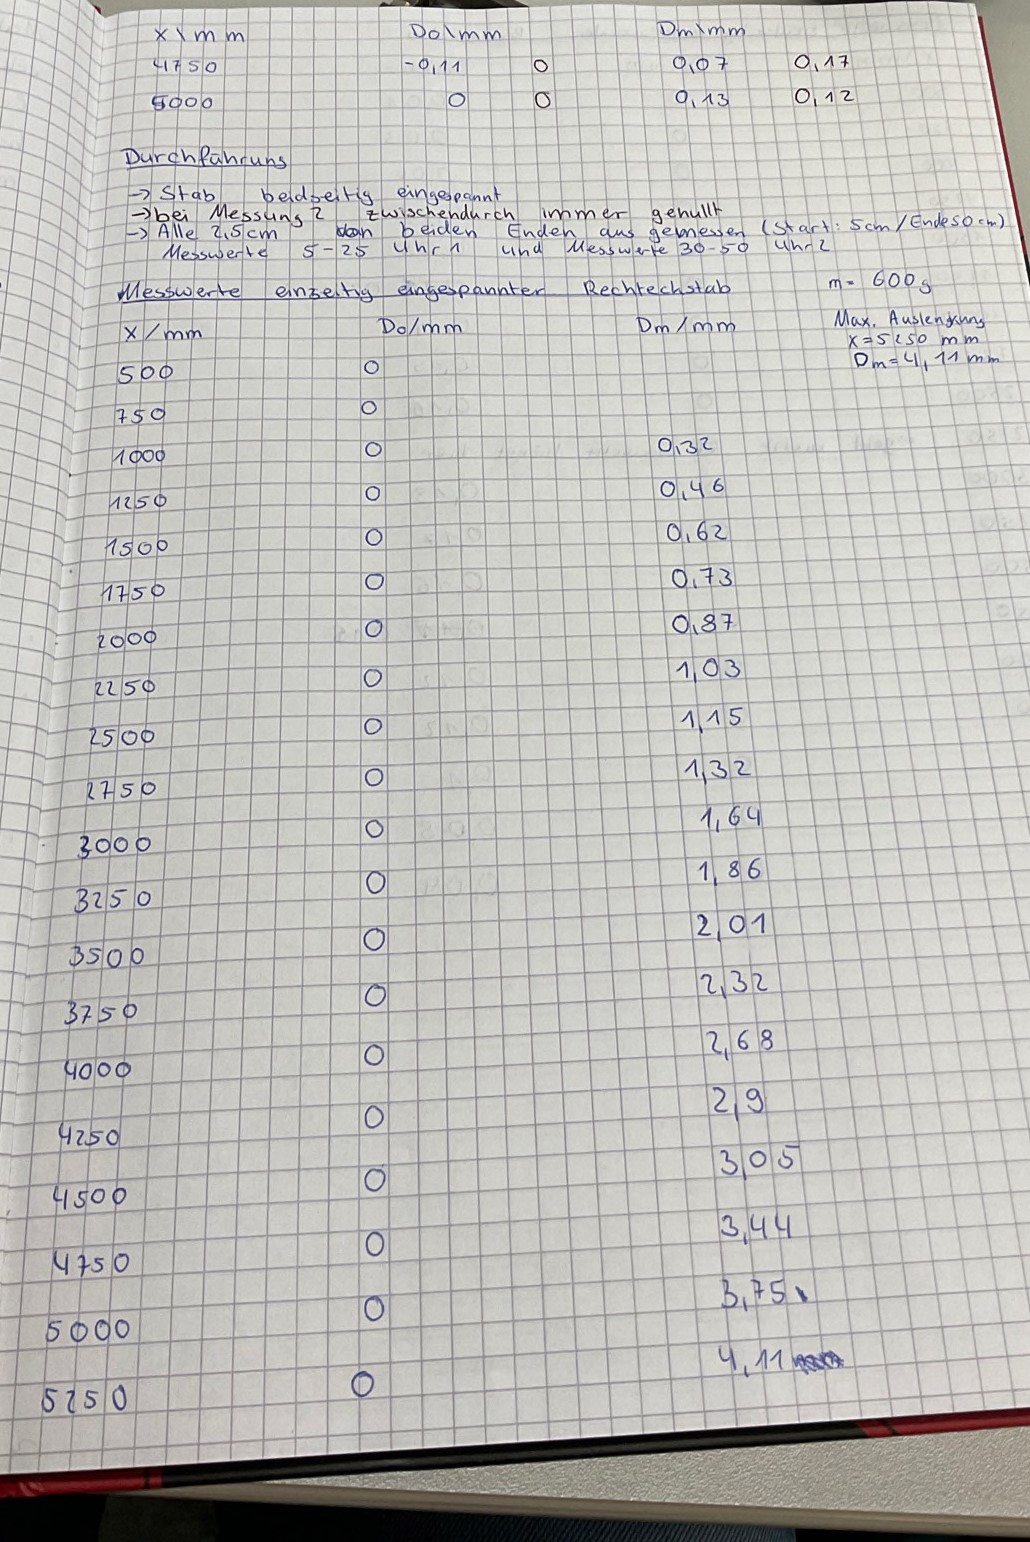 x\mm Do\mm Dm\mm
4750 -0,11 0 0,07 0,17
5000 0 0 0,13 0,12
Durchführung
-> Stab beidseitig eingespannt
-> bei Messung 2 zwischendurch immer genullt
-> Alle 2,5cm von beiden Enden aus gemessen (Start: 5cm/Ende50cm)
Messwerte 5-25 Uhr 1 und Messwerte 30-50 Uhr 2
Messwerte einzeitig eingespannter Rechteckstab m= 600g
x/mm Do/mm Dm/mm Max. Auslenkung
x=5250 mm
Dm=4,11mm
500 0
750 0
1000 0 0,32
1250 0 0,46
1500 0 0,62
1750 0 0,73
2000 0 0,87
2250 0 1,03
2500 0 1,15
2750 0 1,32
3000 0 1,64
3250 0 1,86
3500 0 2,01
3750 0 2,32
4000 0 2,68
4250 0 2,9
4500 0 3,05
4750 0 3,44
5000 0 3,75
5250 0 4,11